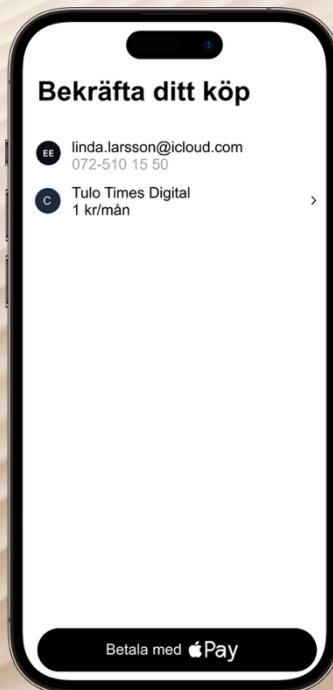 Bekräfta ditt köp
EE
linda.larsson@icloud.com
072-510 15 50
C
Tulo Times Digital
1 kr/mån
Betala med Pay